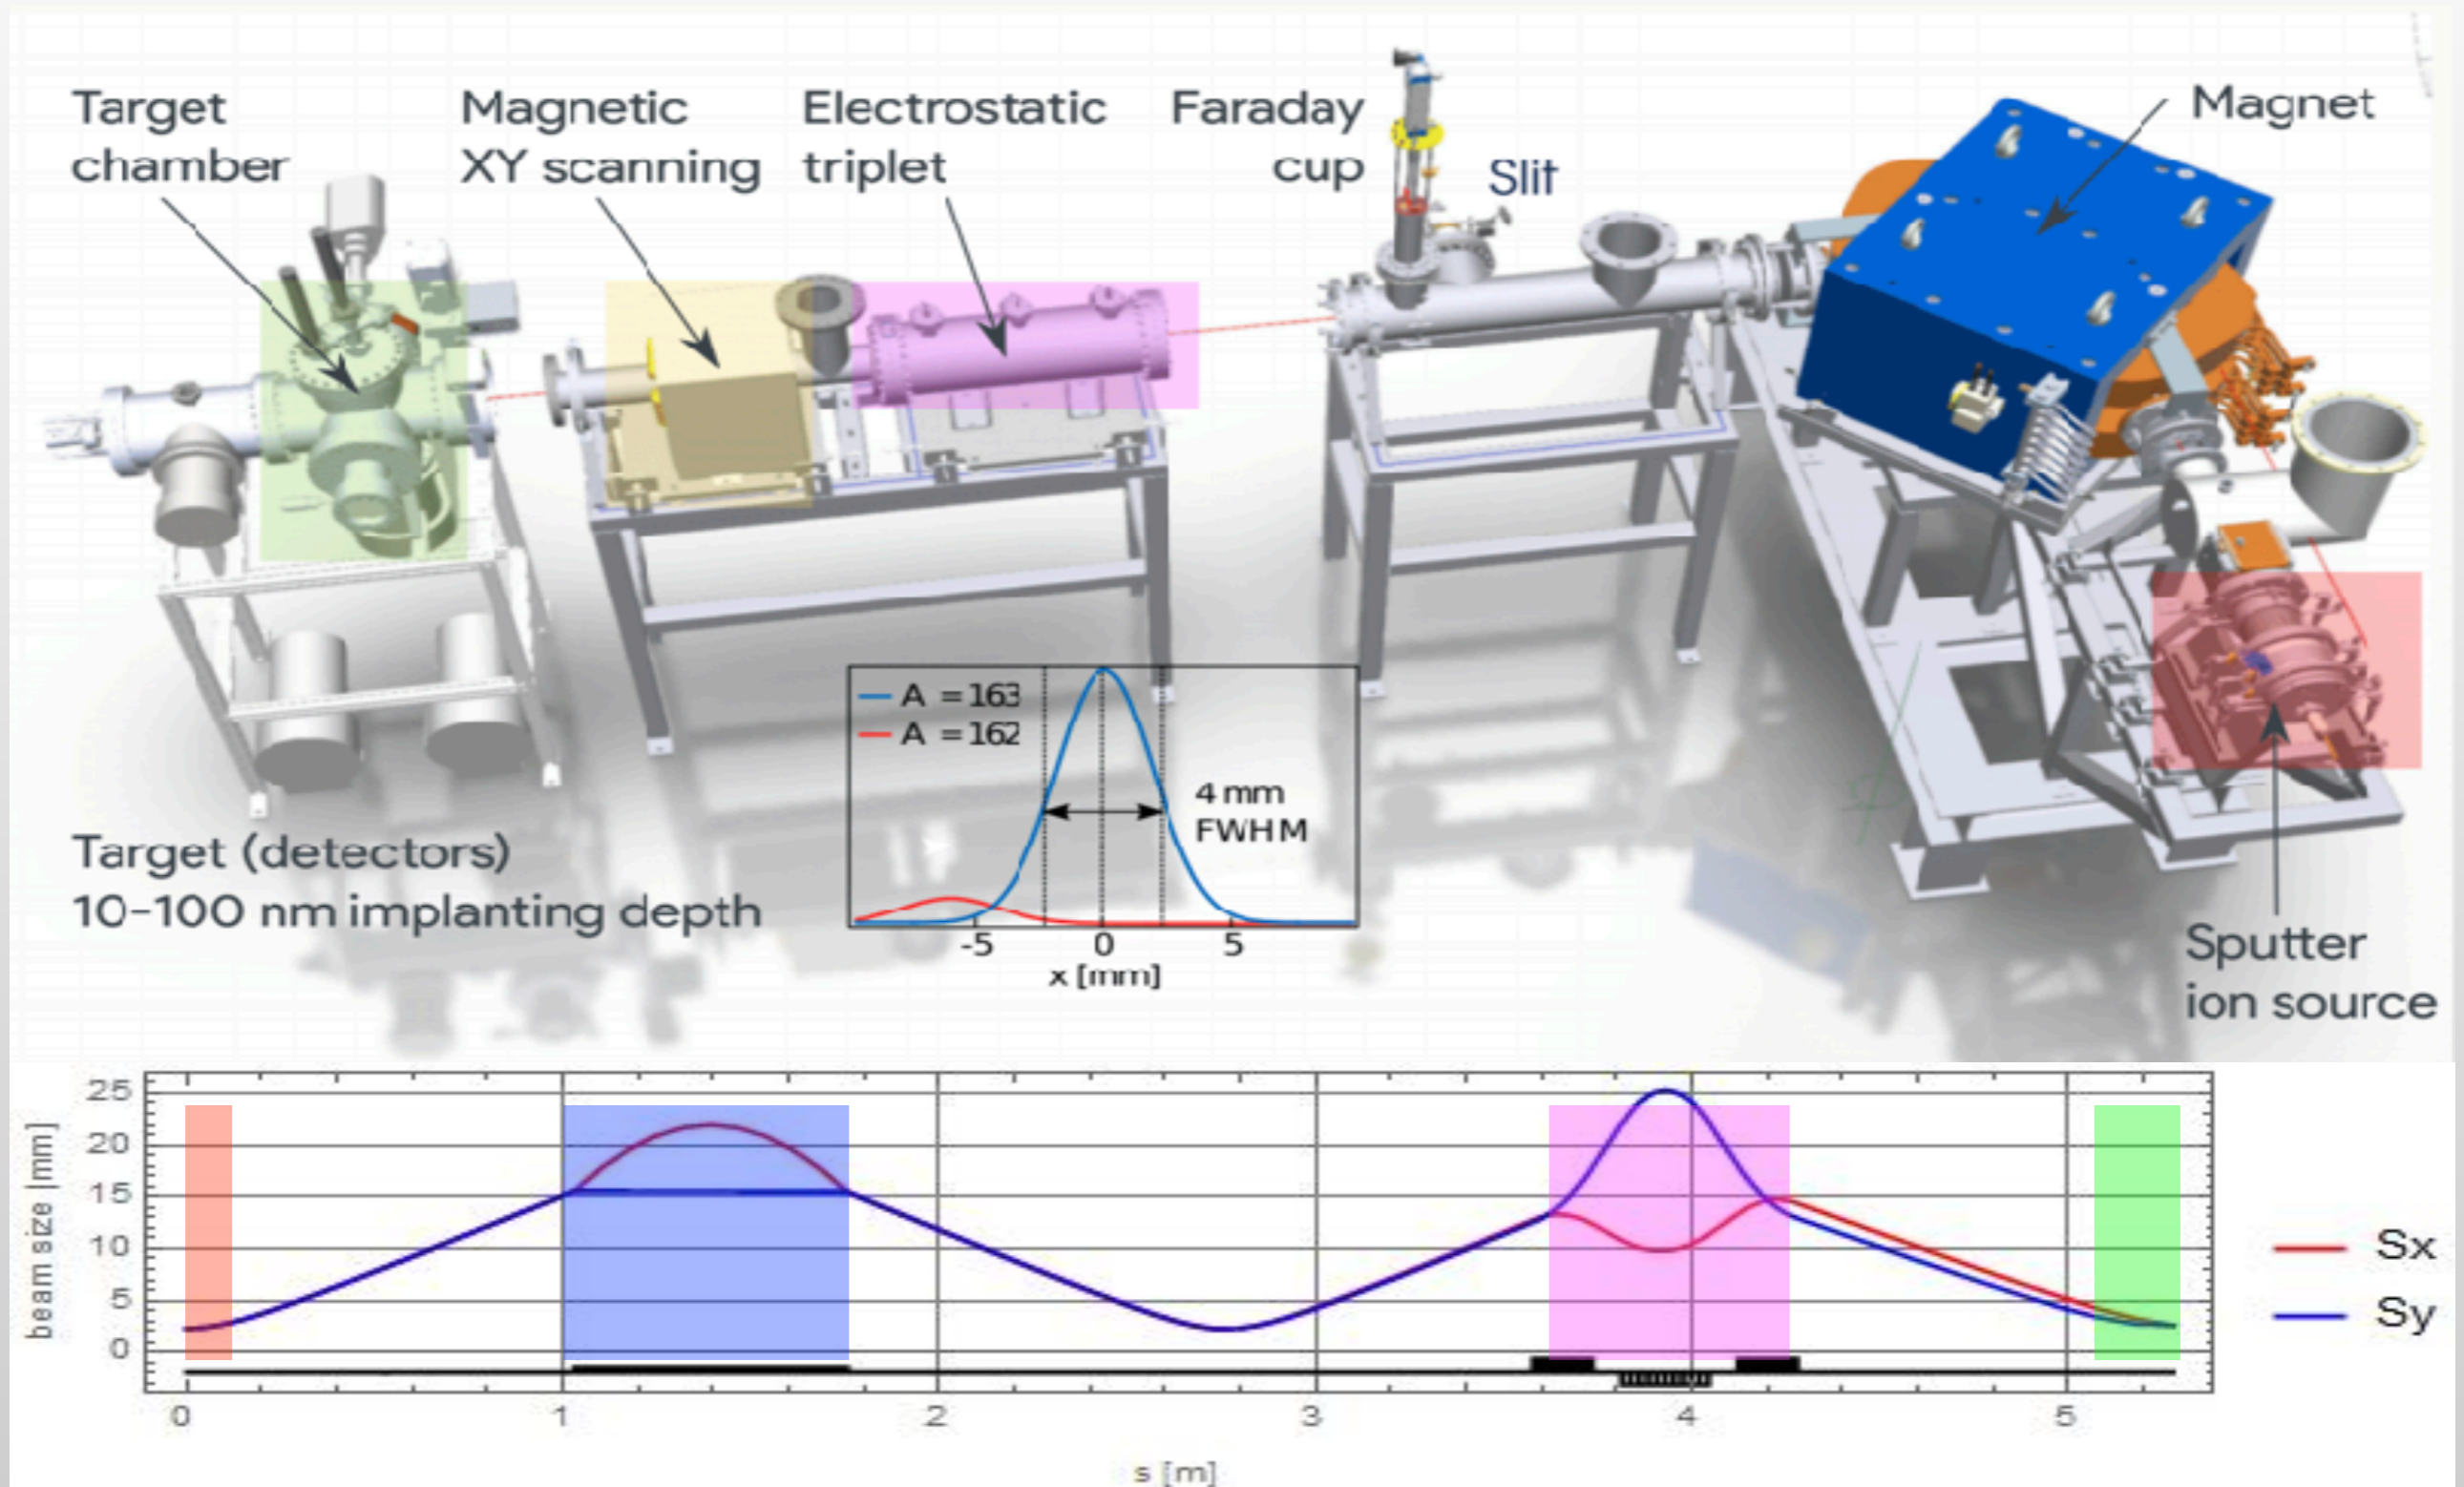 Target
chamber
Magnetic
XY scanning
Electrostatic
triplet
Faraday
cup
Slit
Magnet
A = 163
A = 162
4 mm
FWHM
-5 0 5
x [mm]
Target (detectors)
10-100 nm implanting depth
Sputter
ion source
beam size [mm]
25
20
15
10
5
0
0 1 2 3 4 5
s [m]
Sx
Sy